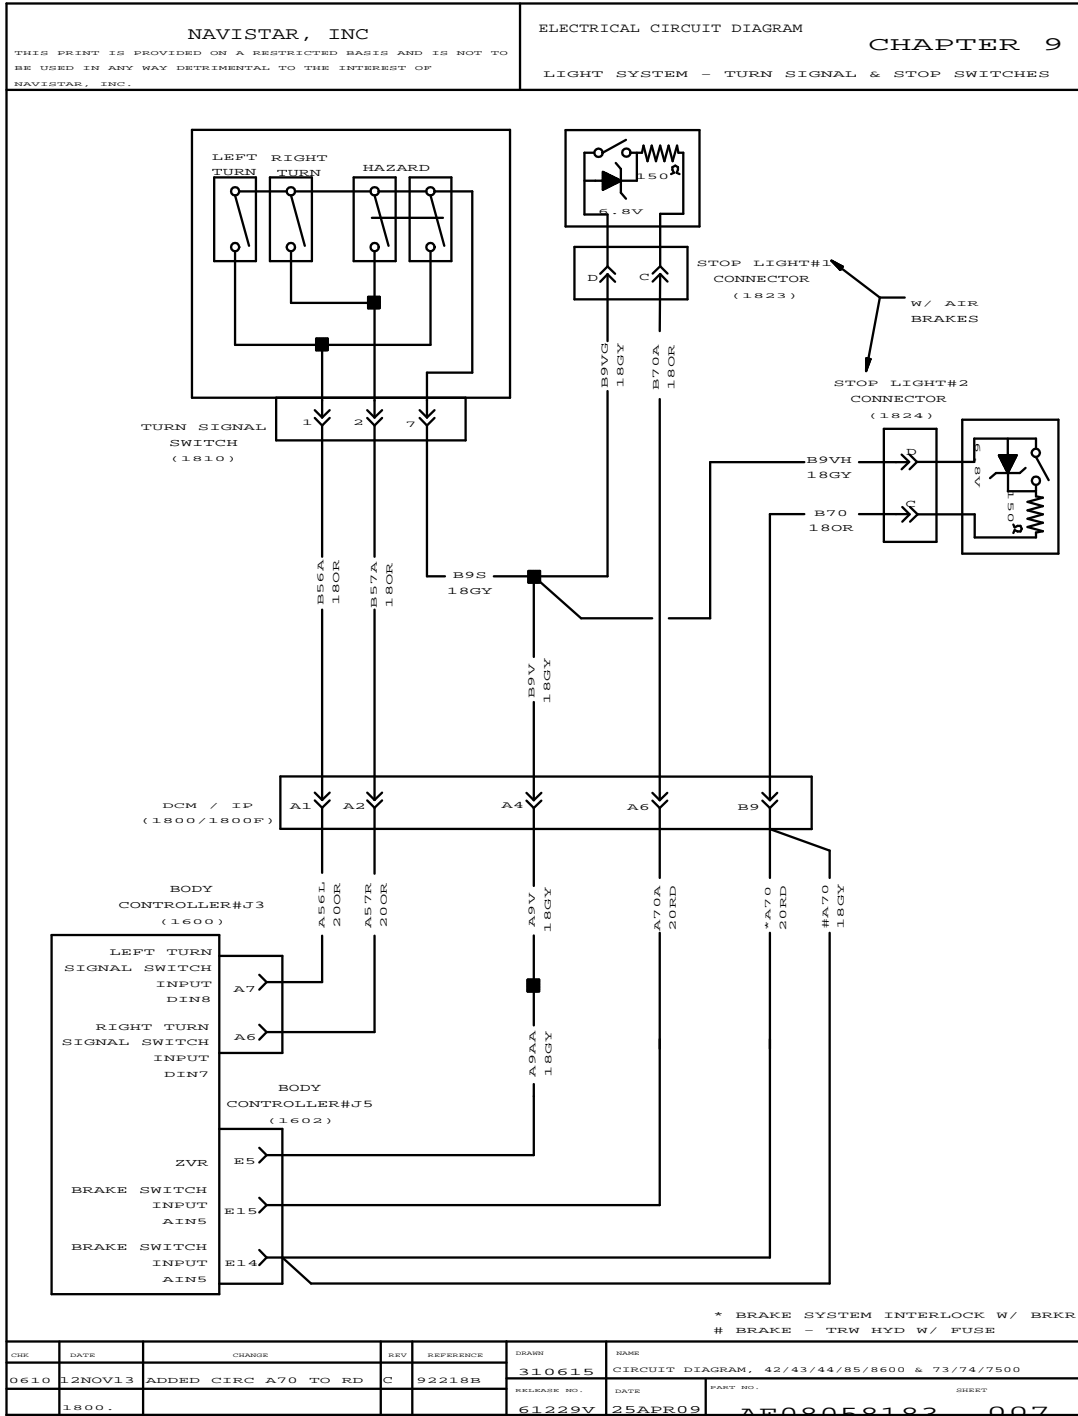 NAVISTAR, INC
THIS PRINT IS PROVIDED ON A RESTRICTED BASIS AND IS NOT TO
BE USED IN ANY WAY DETRIMENTAL TO THE INTEREST OF
NAVISTAR, INC.
ELECTRICAL CIRCUIT DIAGRAM
CHAPTER 9
LIGHT SYSTEM - TURN SIGNAL & STOP SWITCHES
LEFT
TURN
RIGHT
TURN
HAZARD
150 Ω
6.8V
D
C
STOP LIGHT#1
CONNECTOR
(1823)
W/ AIR
BRAKES
B9VG
18GY
B70A
18OR
STOP LIGHT#2
CONNECTOR
(1824)
TURN SIGNAL
SWITCH
(1810)
1
2
7
B9VH
18GY
D
6.8V
B70
18OR
C
150 Ω
B56A
18OR
B57A
18OR
B9S
18GY
B9V
18GY
DCM / IP
(1800/1800F)
A1
A2
A4
A6
B9
A56L
20OR
A57R
20OR
A9V
18GY
A70A
20RD
*A70
20RD
#A70
18GY
BODY
CONTROLLER#J3
(1600)
LEFT TURN
SIGNAL SWITCH
INPUT
DIN8
A7
RIGHT TURN
SIGNAL SWITCH
INPUT
DIN7
A6
A9AA
18GY
BODY
CONTROLLER#J5
(1602)
ZVR
E5
BRAKE SWITCH
INPUT
AIN5
E15
BRAKE SWITCH
INPUT
AIN5
E14
* BRAKE SYSTEM INTERLOCK W/ BRKR
# BRAKE - TRW HYD W/ FUSE
CHK DATE CHANGE REV REFERENCE
0610 12NOV13 ADDED CIRC A70 TO RD C 92218B
1800.
DRAWN
310615
NAME
CIRCUIT DIAGRAM, 42/43/44/85/8600 & 73/74/7500
RELEASE NO.
61229V
DATE
25APR09
PART NO.
SHEET
AE08058183 007